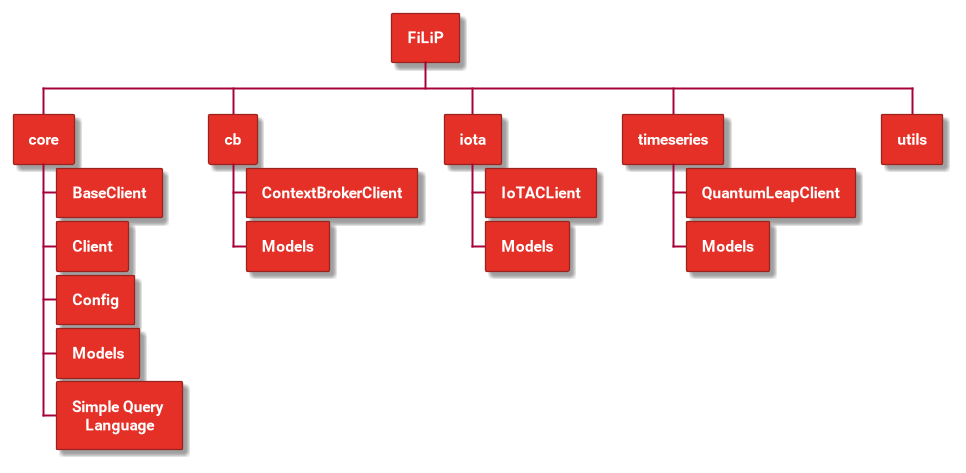 FiLiP
core
cb
iota
timeseries
utils
BaseClient
ContextBrokerClient
IoTACLient
QuantumLeapClient
Client
Models
Models
Models
Config
Models
Simple Query
Language